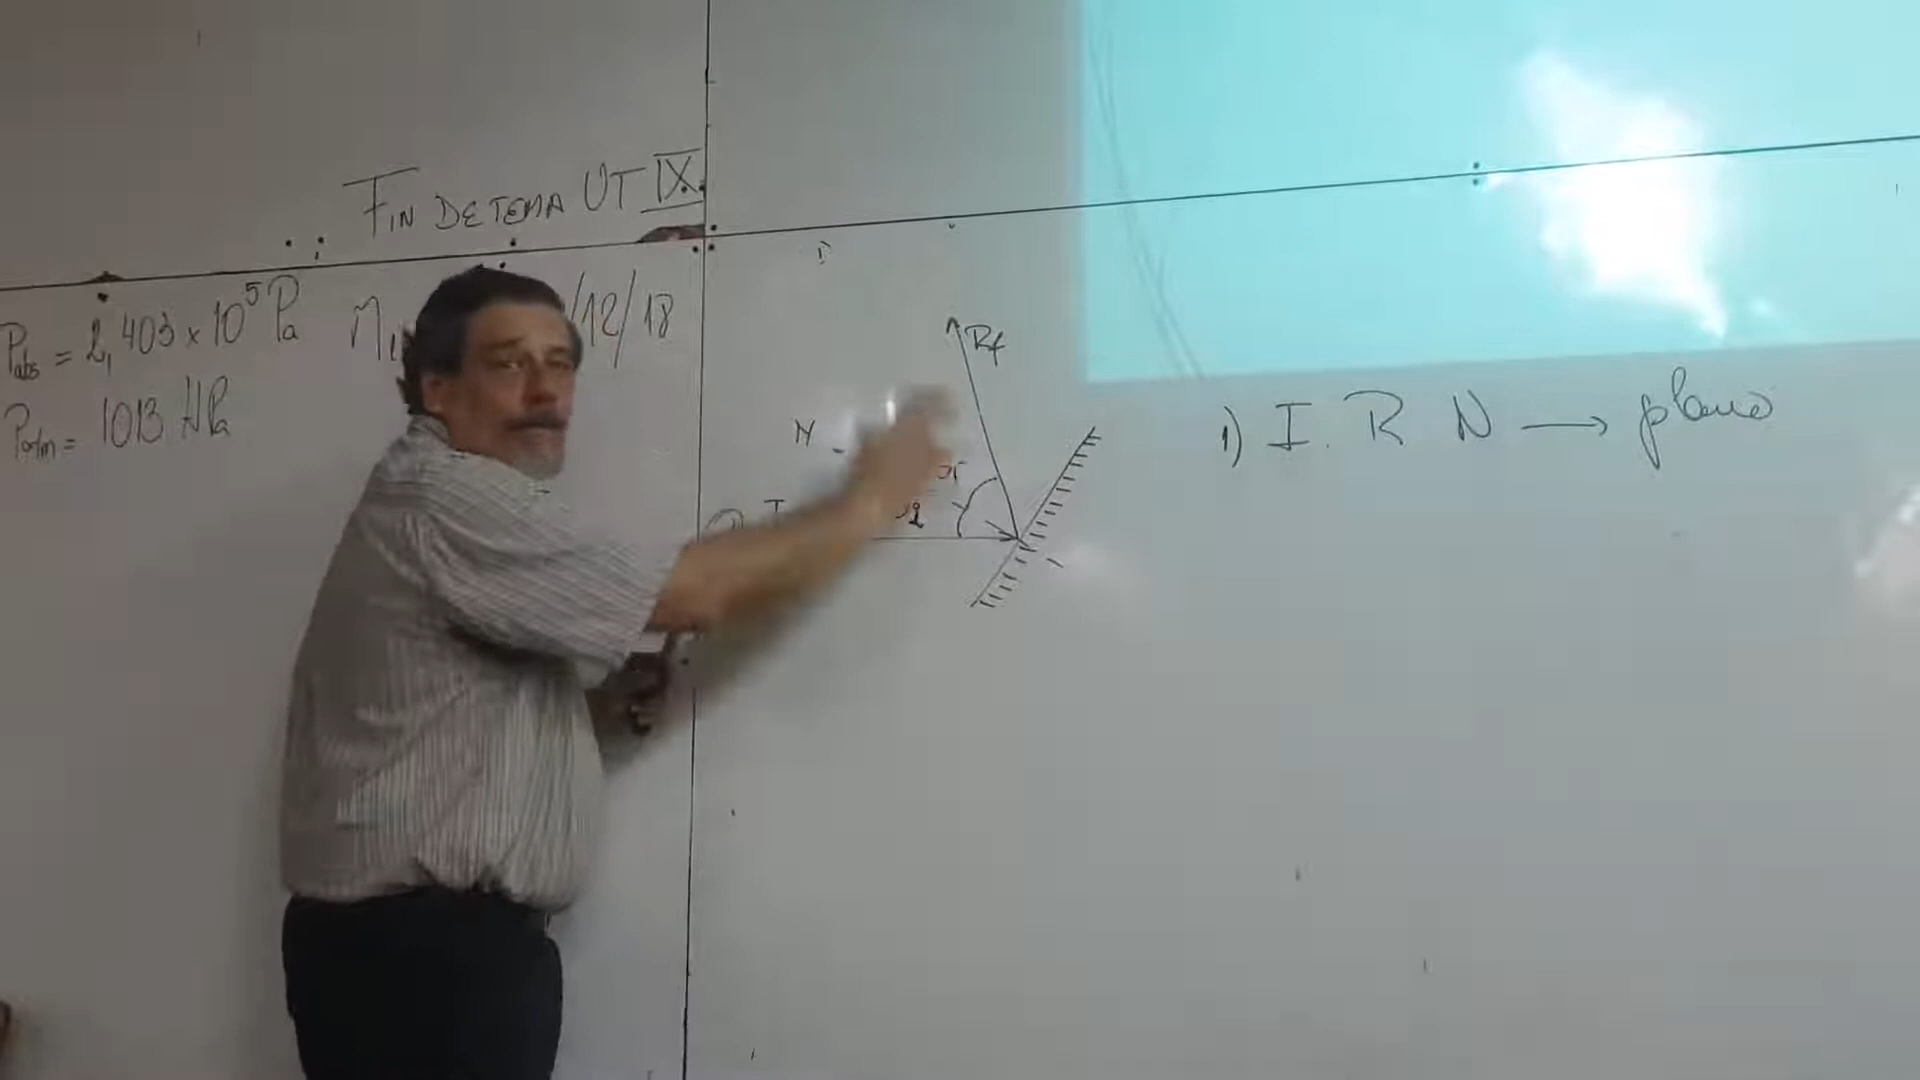 FIN DE TEMA UT IX
Pabs = 2,403 x 10⁵ Pa
/12/18
Patm = 1013 HPa
Rf
N
I
1) I. R N → plano